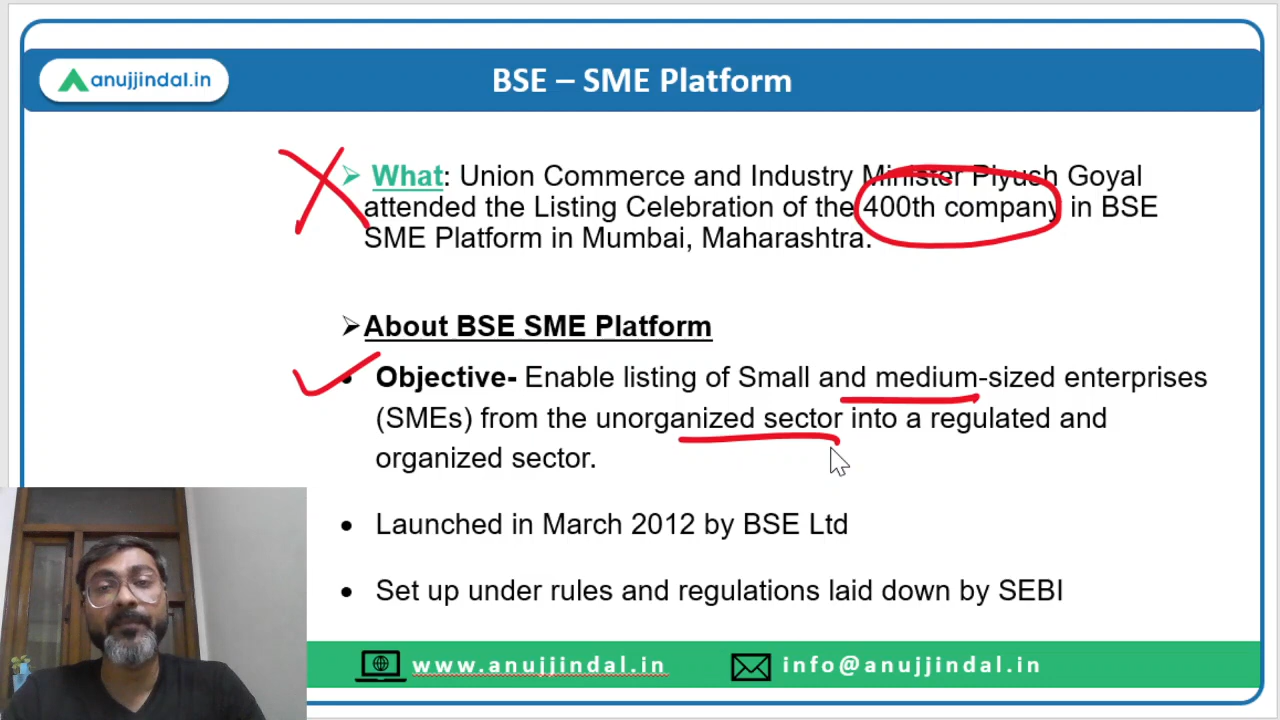 anujjindal.in
BSE – SME Platform
What: Union Commerce and Industry Minister Piyush Goyal
attended the Listing Celebration of the 400th company in BSE
SME Platform in Mumbai, Maharashtra.
About BSE SME Platform
• Objective- Enable listing of Small and medium-sized enterprises
(SMEs) from the unorganized sector into a regulated and
organized sector.
• Launched in March 2012 by BSE Ltd
• Set up under rules and regulations laid down by SEBI
www.anujjindal.in
info@anujjindal.in